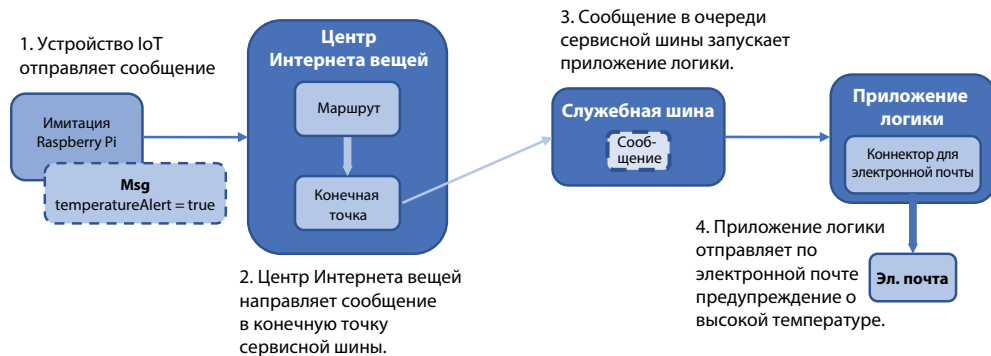 1. Устройство IoT
отправляет сообщение
Имитация
Raspberry Pi
Msg
temperatureAlert = true
Центр
Интернета вещей
Маршрут
Конечная
точка
2. Центр Интернета вещей
направляет сообщение
в конечную точку
сервисной шины.
3. Сообщение в очереди
сервисной шины запускает
приложение логики.
Служебная шина
Сооб-
щение
Приложение
логики
Коннектор для
электронной почты
4. Приложение логики
отправляет по
электронной почте
предупреждение о
высокой температуре.
Эл. почта